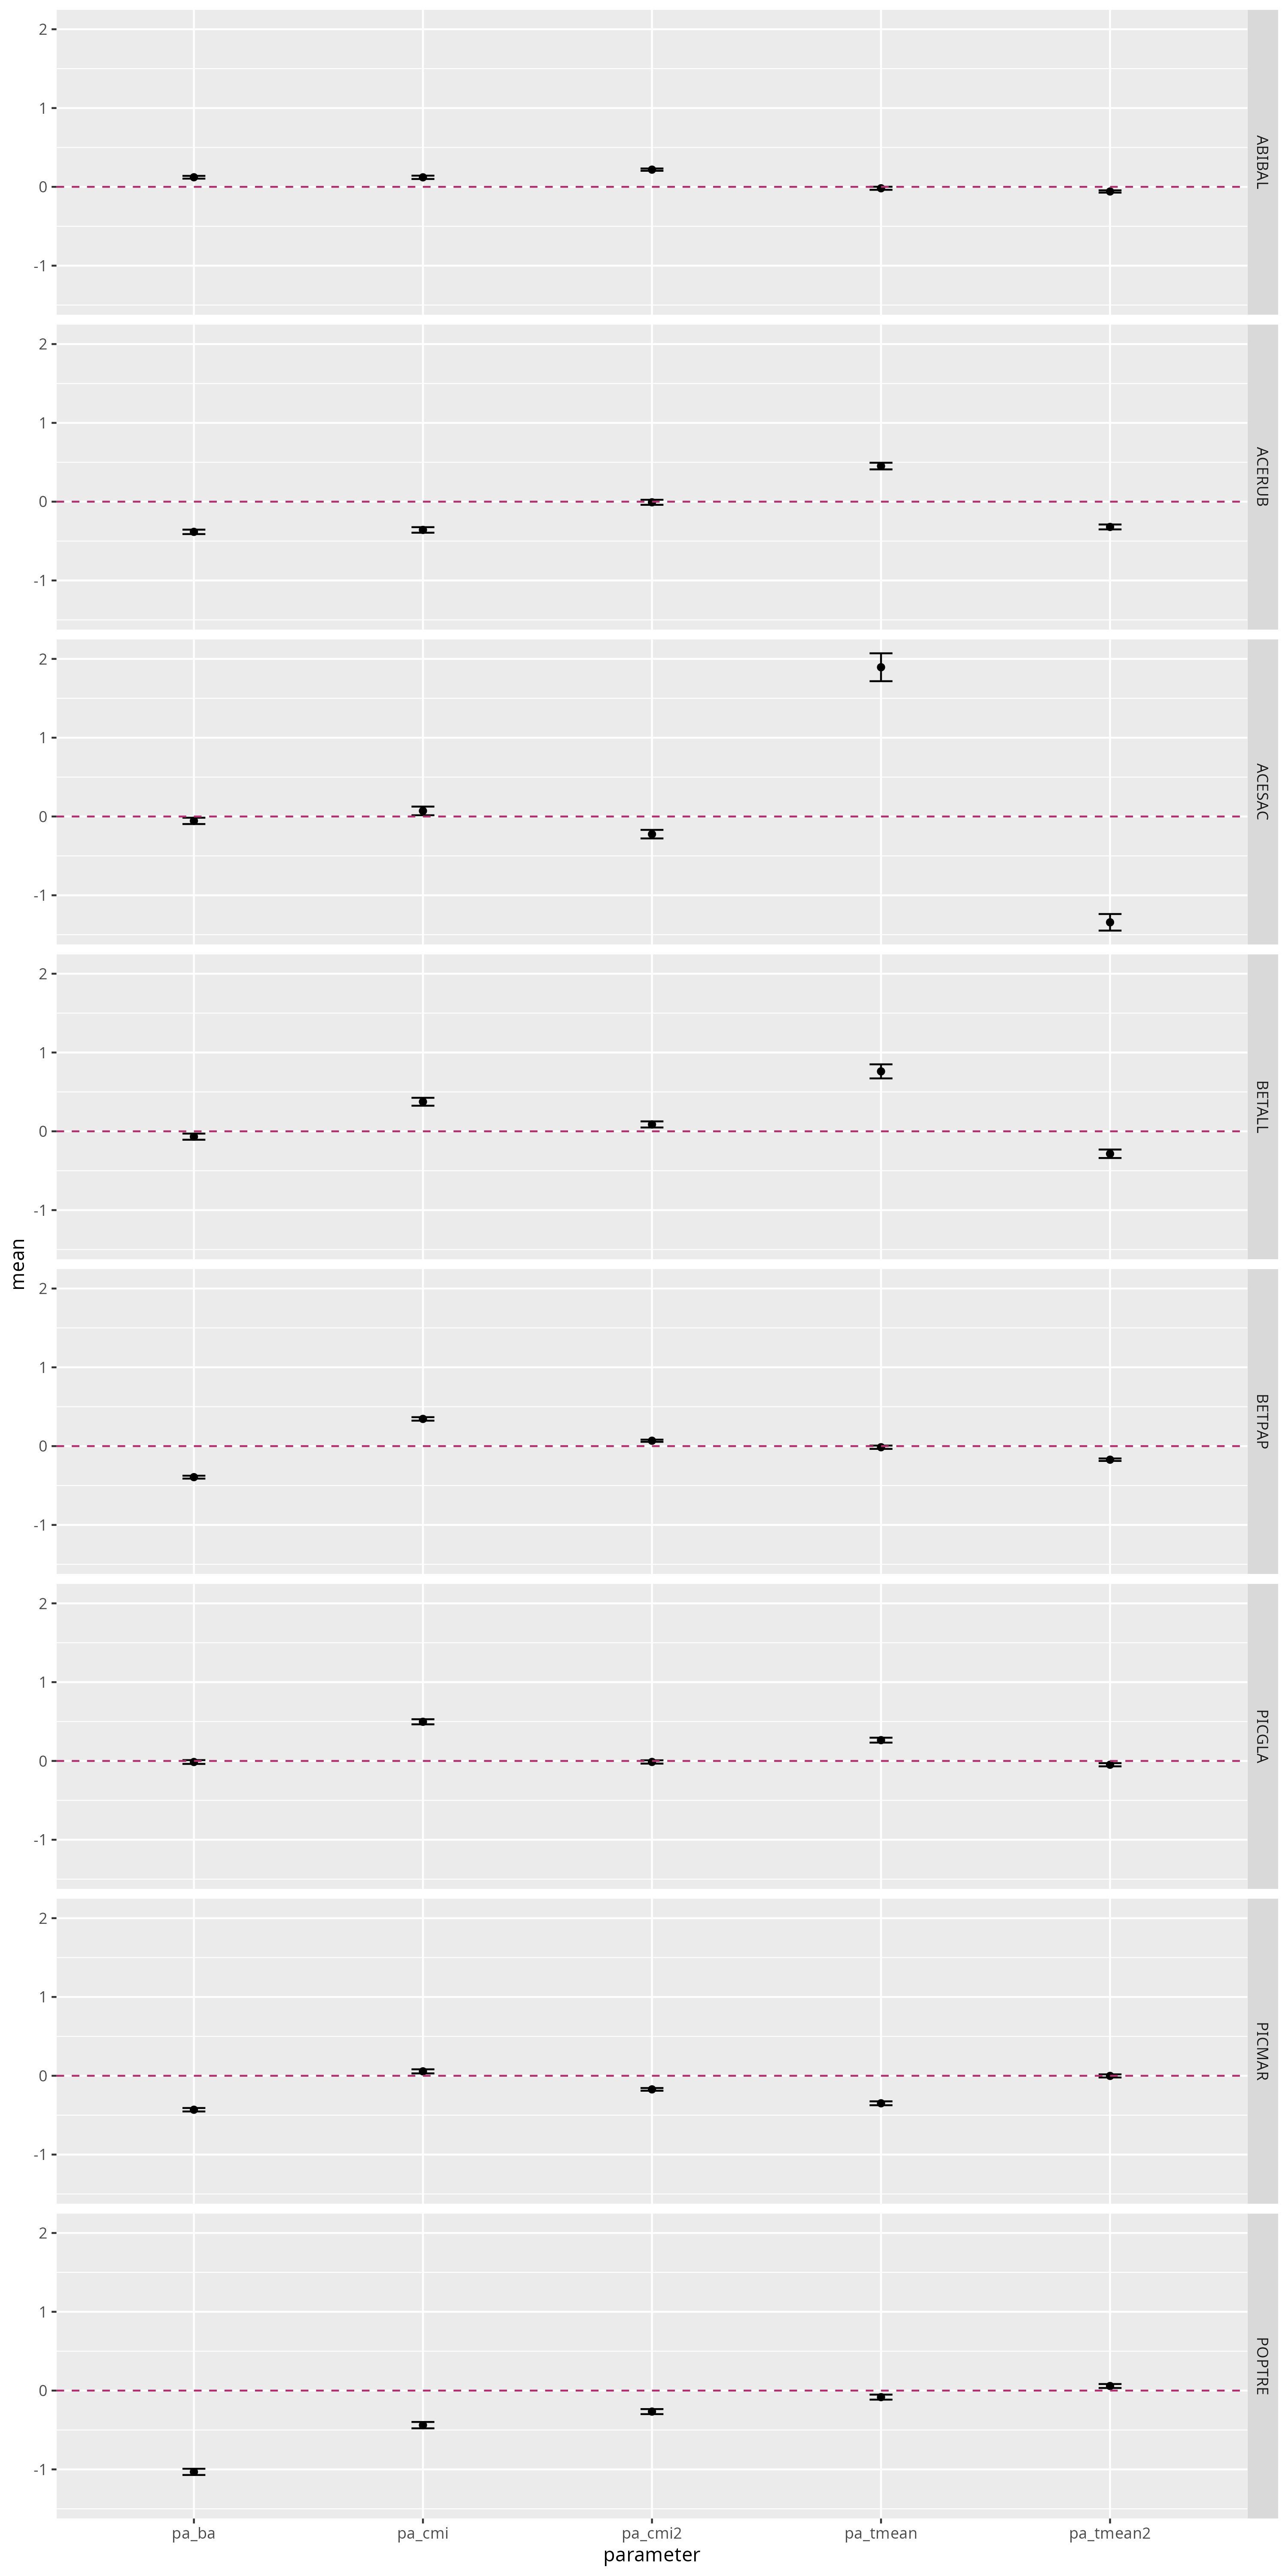 2
1
0
-1
ABIBAL
2
1
0
-1
ACERUB
2
1
0
-1
ACESAC
2
1
0
-1
BETALL
mean
2
1
0
-1
BETPAP
2
1
0
-1
PICGLA
2
1
0
-1
PICMAR
2
1
0
-1
POPTRE
pa_ba pa_cmi pa_cmi2 pa_tmean pa_tmean2
parameter